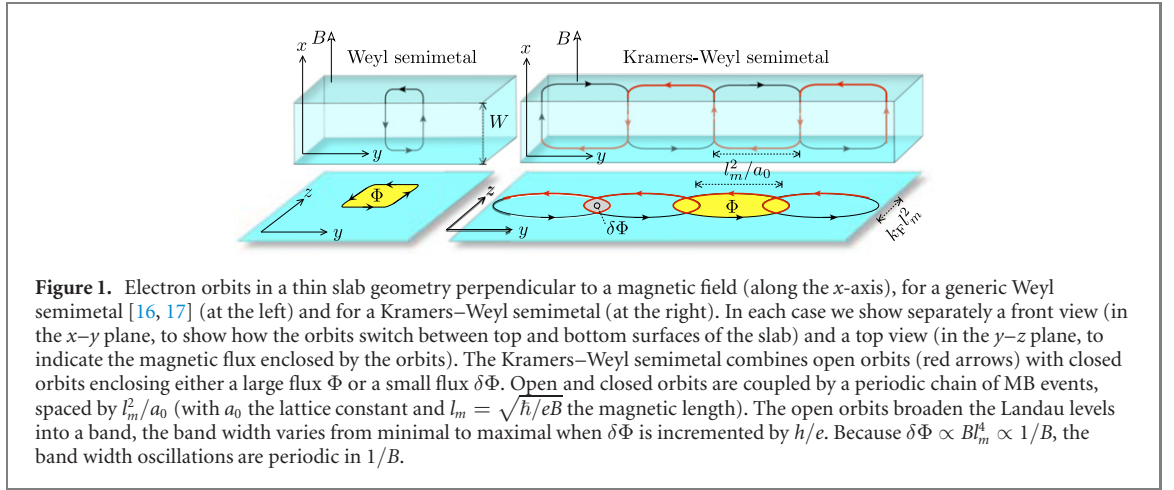 x
B
Weyl semimetal
W
y
x
B
Kramers-Weyl semimetal
y
l_m^2/a_0
z
Φ
y
z
Φ
δΦ
y
k_F l_m^2
Figure 1. Electron orbits in a thin slab geometry perpendicular to a magnetic field (along the x-axis), for a generic Weyl
semimetal [16, 17] (at the left) and for a Kramers–Weyl semimetal (at the right). In each case we show separately a front view (in
the x–y plane, to show how the orbits switch between top and bottom surfaces of the slab) and a top view (in the y–z plane, to
indicate the magnetic flux enclosed by the orbits). The Kramers–Weyl semimetal combines open orbits (red arrows) with closed
orbits enclosing either a large flux Φ or a small flux δΦ. Open and closed orbits are coupled by a periodic chain of MB events,
spaced by l_m^2/a_0 (with a_0 the lattice constant and l_m = √ħ/eB the magnetic length). The open orbits broaden the Landau levels
into a band, the band width varies from minimal to maximal when δΦ is incremented by h/e. Because δΦ ∝ Bl_m^4 ∝ 1/B, the
band width oscillations are periodic in 1/B.